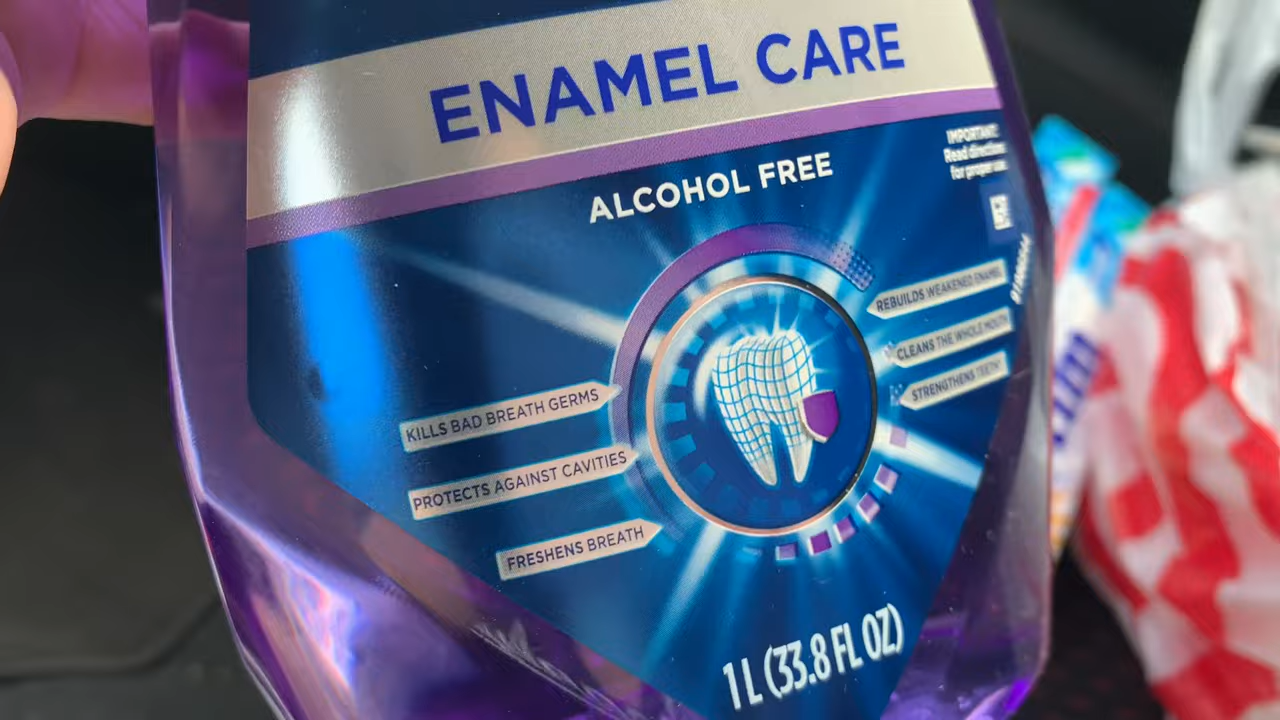 ENAMEL CARE
ALCOHOL FREE
IMPORTANT:
Read directions
for proper use.
REBUILDS WEAKENED ENAMEL
CLEANS THE WHOLE MOUTH
STRENGTHENS TEETH
KILLS BAD BREATH GERMS
PROTECTS AGAINST CAVITIES
FRESHENS BREATH
1 L (33.8 FL OZ)